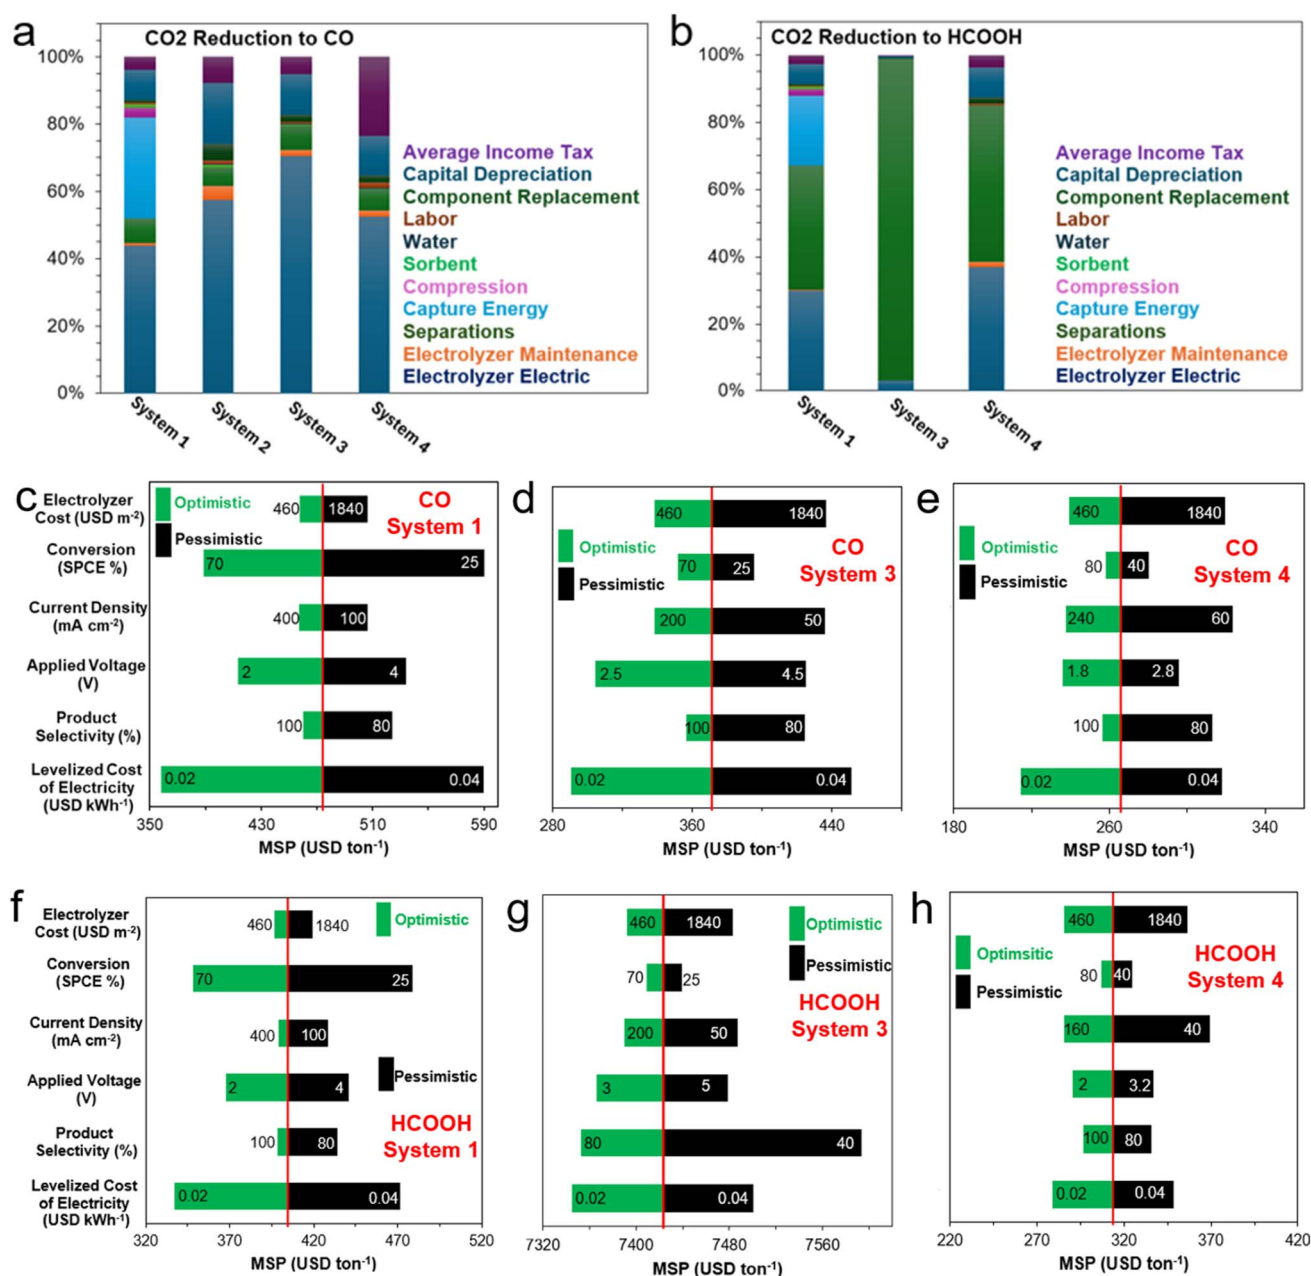 a
CO2 Reduction to CO
100%
80%
60%
40%
20%
0%
Average Income Tax
Capital Depreciation
Component Replacement
Labor
Water
Sorbent
Compression
Capture Energy
Separations
Electrolyzer Maintenance
Electrolyzer Electric
System 1
System 2
System 3
System 4
b
CO2 Reduction to HCOOH
100%
80%
60%
40%
20%
0%
Average Income Tax
Capital Depreciation
Component Replacement
Labor
Water
Sorbent
Compression
Capture Energy
Separations
Electrolyzer Maintenance
Electrolyzer Electric
System 1
System 3
System 4
c
Electrolyzer
Cost (USD m⁻²)
Conversion
(SPCE %)
Current Density
(mA cm⁻²)
Applied Voltage
(V)
Product
Selectivity (%)
Levelized Cost
of Electricity
(USD kWh⁻¹)
Optimistic
Pessimistic
CO
System 1
460 1840
70 25
400 100
2 4
100 80
0.02 0.04
350 430 510 590
MSP (USD ton⁻¹)
d
Optimistic
Pessimistic
CO
System 3
460 1840
70 25
200 50
2.5 4.5
100 80
0.02 0.04
280 360 440
MSP (USD ton⁻¹)
e
Optimistic
Pessimistic
CO
System 4
460 1840
80 40
240 60
1.8 2.8
100 80
0.02 0.04
180 260 340
MSP (USD ton⁻¹)
f
Electrolyzer
Cost (USD m⁻²)
Conversion
(SPCE %)
Current Density
(mA cm⁻²)
Applied Voltage
(V)
Product
Selectivity (%)
Levelized Cost
of Electricity
(USD kWh⁻¹)
Optimistic
Pessimistic
HCOOH
System 1
460 1840
70 25
400 100
2 4
100 80
0.02 0.04
320 370 420 470 520
MSP (USD ton⁻¹)
g
Optimistic
Pessimistic
HCOOH
System 3
460 1840
70 25
200 50
3 5
80 40
0.02 0.04
7320 7400 7480 7560
MSP (USD ton⁻¹)
h
Optimsitic
Pessimistic
HCOOH
System 4
460 1840
80 40
160 40
2 3.2
100 80
0.02 0.04
220 270 320 370 420
MSP (USD ton⁻¹)